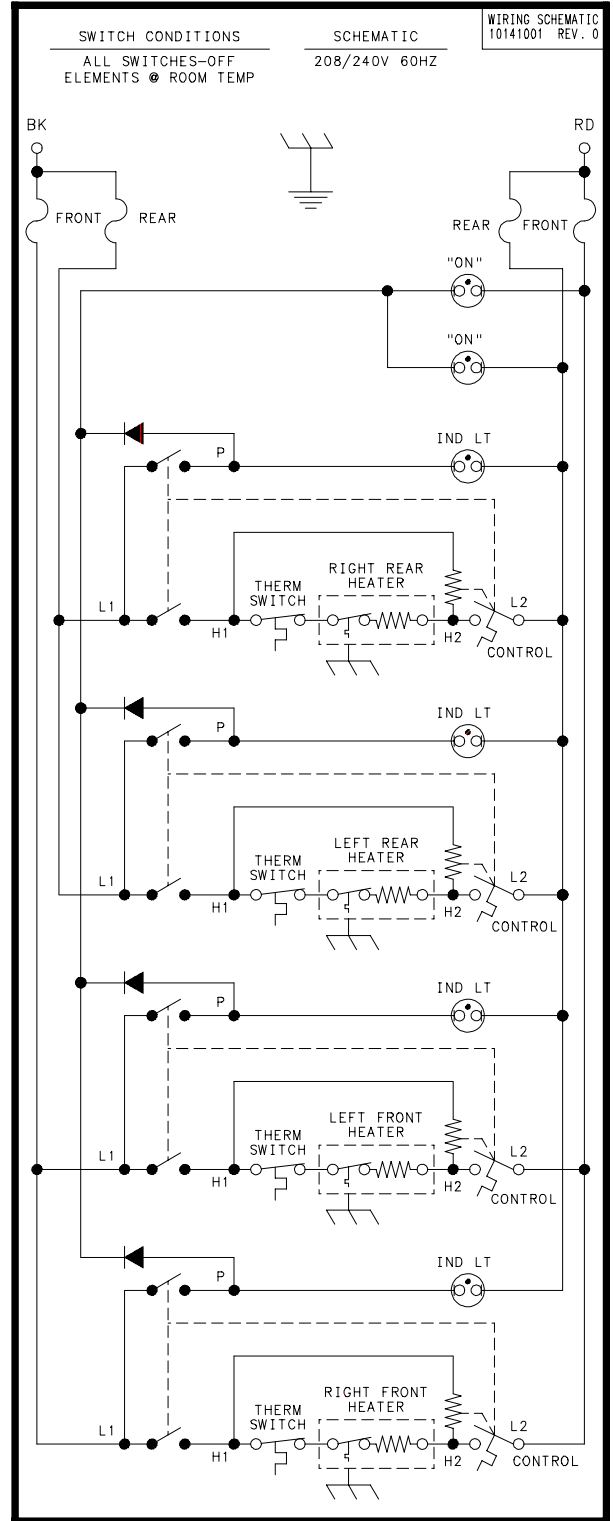 WIRING SCHEMATIC
10141001 REV. 0
SWITCH CONDITIONS
ALL SWITCHES-OFF
ELEMENTS @ ROOM TEMP
SCHEMATIC
208/240V 60HZ
BK
RD
FRONT
REAR
REAR
FRONT
"ON"
"ON"
P
IND LT
RIGHT REAR
HEATER
THERM
SWITCH
L1
H1
H2
L2
CONTROL
P
IND LT
LEFT REAR
HEATER
THERM
SWITCH
L1
H1
H2
L2
CONTROL
P
IND LT
LEFT FRONT
HEATER
THERM
SWITCH
L1
H1
H2
L2
CONTROL
P
IND LT
RIGHT FRONT
HEATER
THERM
SWITCH
L1
H1
H2
L2
CONTROL